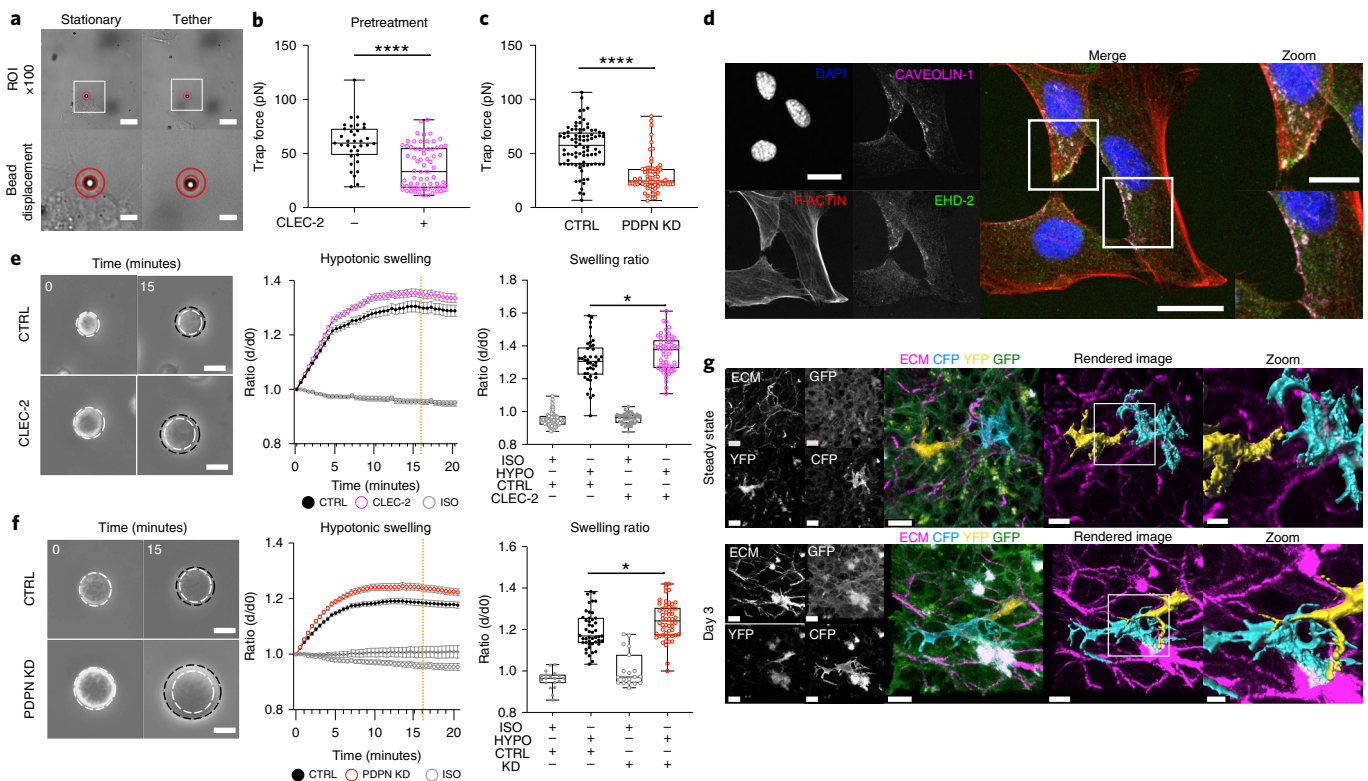 a
Stationary
Tether
ROI
×100
Bead
displacement
b
Pretreatment
****
Trap force (pN)
150
100
50
0
CLEC-2
–
+
c
****
Trap force (pN)
150
100
50
0
CTRL
PDPN KD
d
DAPI
CAVEOLIN-1
F-ACTIN
EHD-2
Merge
Zoom
e
Time (minutes)
0
15
CTRL
CLEC-2
Hypotonic swelling
Ratio (d/d0)
1.4
1.2
1.0
0.8
0
5
10
15
20
Time (minutes)
CTRL
CLEC-2
ISO
Swelling ratio
*
Ratio (d/d0)
1.8
1.6
1.4
1.2
1.0
0.8
ISO + – + –
HYPO – + – +
CTRL + + – –
CLEC-2 – – + +
f
Time (minutes)
0
15
CTRL
PDPN KD
Hypotonic swelling
Ratio (d/d0)
1.4
1.2
1.0
0.8
0
5
10
15
20
Time (minutes)
CTRL
PDPN KD
ISO
Swelling ratio
*
Ratio (d/d0)
1.6
1.4
1.2
1.0
0.8
ISO + – + –
HYPO – + – +
CTRL + + – –
KD – – + +
g
ECM CFP YFP GFP
Rendered image
Zoom
Steady state
ECM
GFP
YFP
CFP
ECM CFP YFP GFP
Rendered image
Zoom
Day 3
ECM
GFP
YFP
CFP